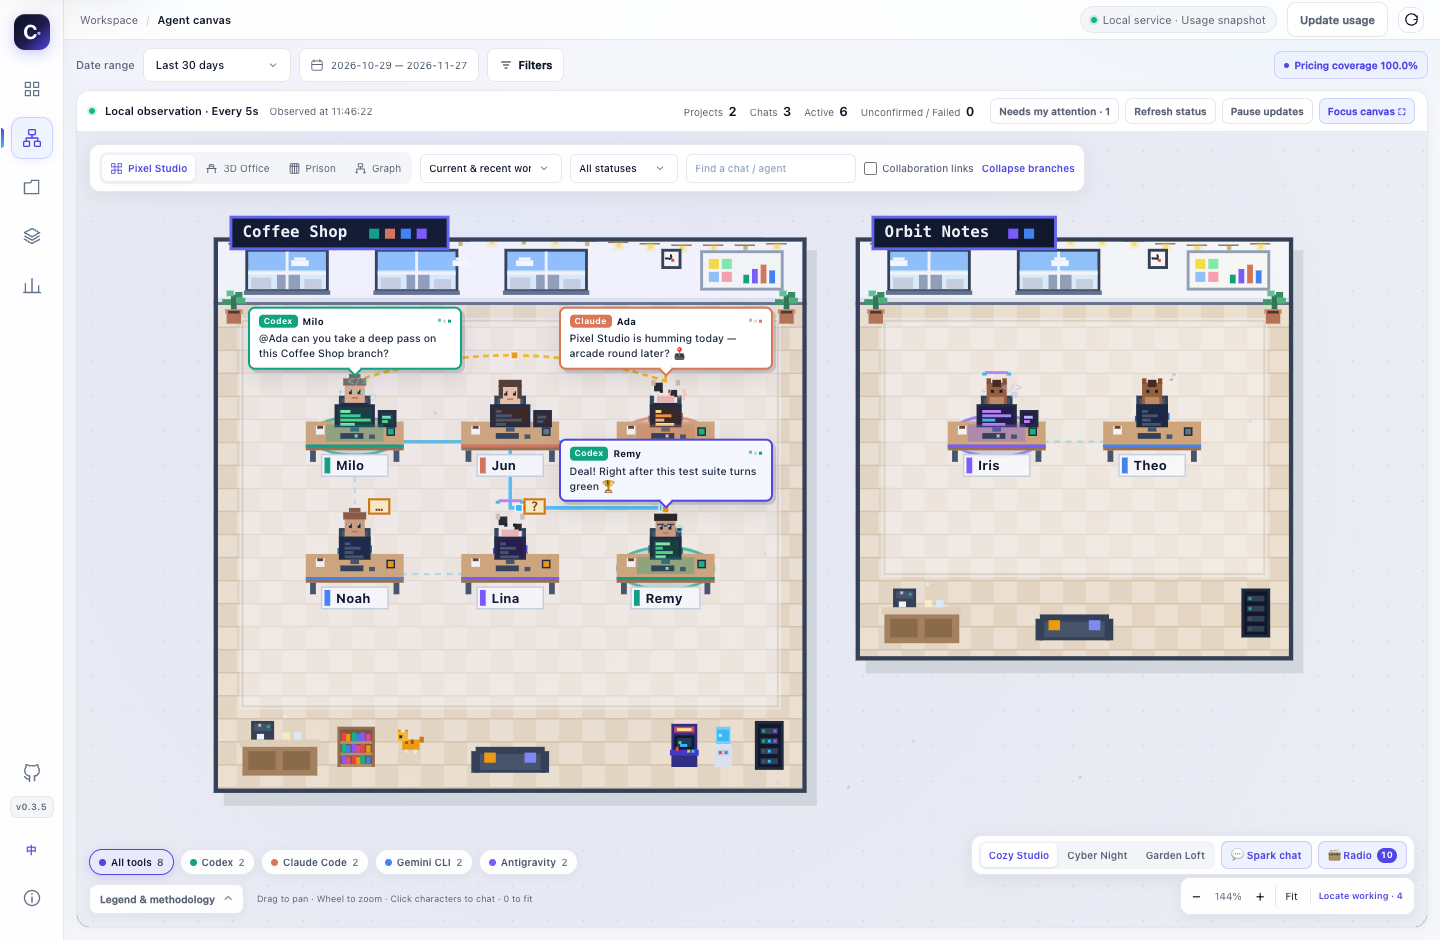 C
Workspace / Agent canvas
Local service · Usage snapshot
Update usage
Date range
Last 30 days
2026-10-29 — 2026-11-27
Filters
Pricing coverage 100.0%
Local observation · Every 5s
Observed at 11:46:22
Projects 2
Chats 3
Active 6
Unconfirmed / Failed 0
Needs my attention · 1
Refresh status
Pause updates
Focus canvas
Pixel Studio
3D Office
Prison
Graph
Current & recent wor
All statuses
Find a chat / agent
Collaboration links
Collapse branches
Coffee Shop
Orbit Notes
Codex Milo
@Ada can you take a deep pass on
this Coffee Shop branch?
Claude Ada
Pixel Studio is humming today —
arcade round later? 🕹️
Milo
Jun
Codex Remy
Deal! Right after this test suite turns
green 🏆
Iris
Theo
...
?
Noah
Lina
Remy
v0.3.5
中
All tools 8
Codex 2
Claude Code 2
Gemini CLI 2
Antigravity 2
Cozy Studio
Cyber Night
Garden Loft
💬 Spark chat
📻 Radio 10
Legend & methodology
Drag to pan · Wheel to zoom · Click characters to chat · 0 to fit
− 144% +
Fit
Locate working · 4